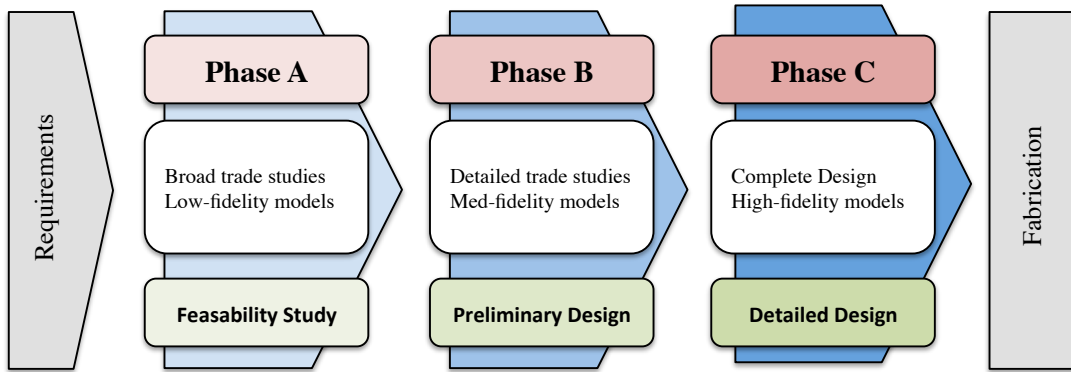 Requirements
Phase A
Broad trade studies
Low-fidelity models
Feasability Study
Phase B
Detailed trade studies
Med-fidelity models
Preliminary Design
Phase C
Complete Design
High-fidelity models
Detailed Design
Fabrication